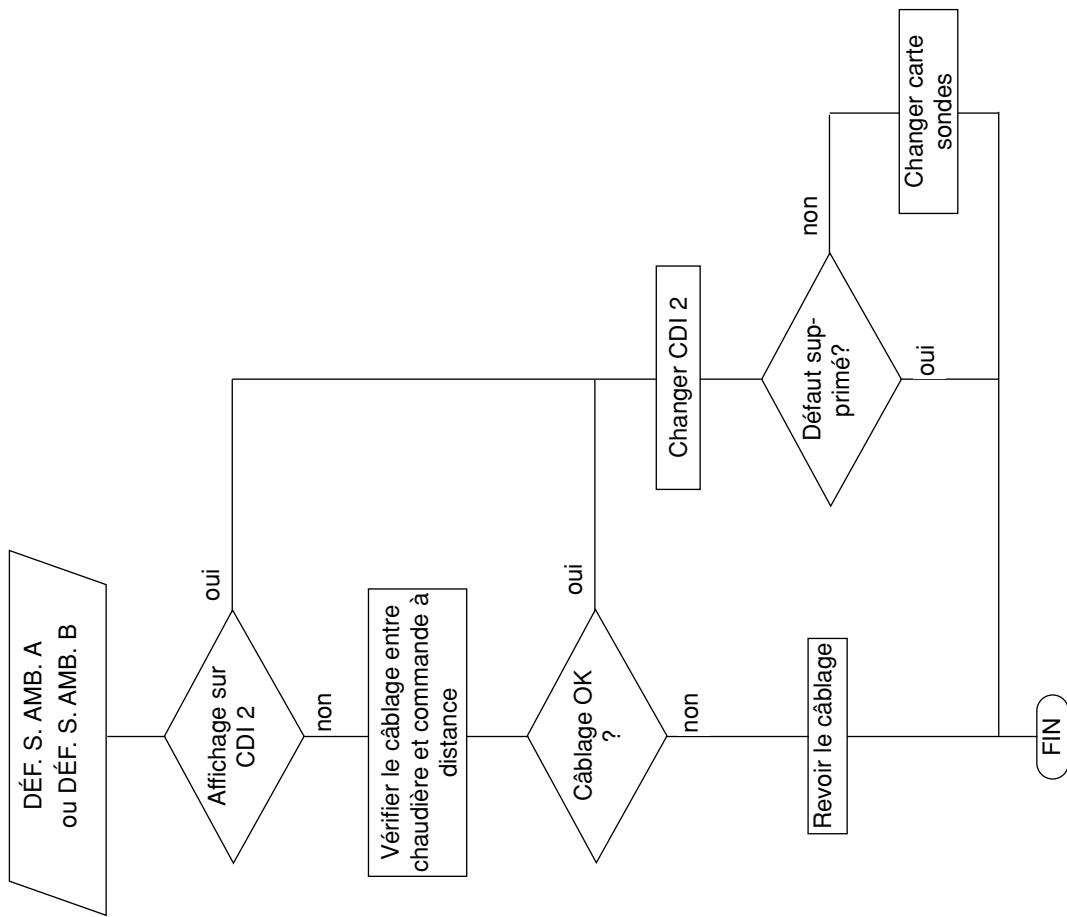 DÉF. S. AMB. A
ou DÉF. S. AMB. B
Affichage sur
CDI 2
oui
non
Vérifier le câblage entre
chaudière et commande à
distance
Câblage OK
?
oui
non
Revoir le câblage
Changer CDI 2
Défaut sup-
primé?
non
oui
Changer carte
sondes
FIN